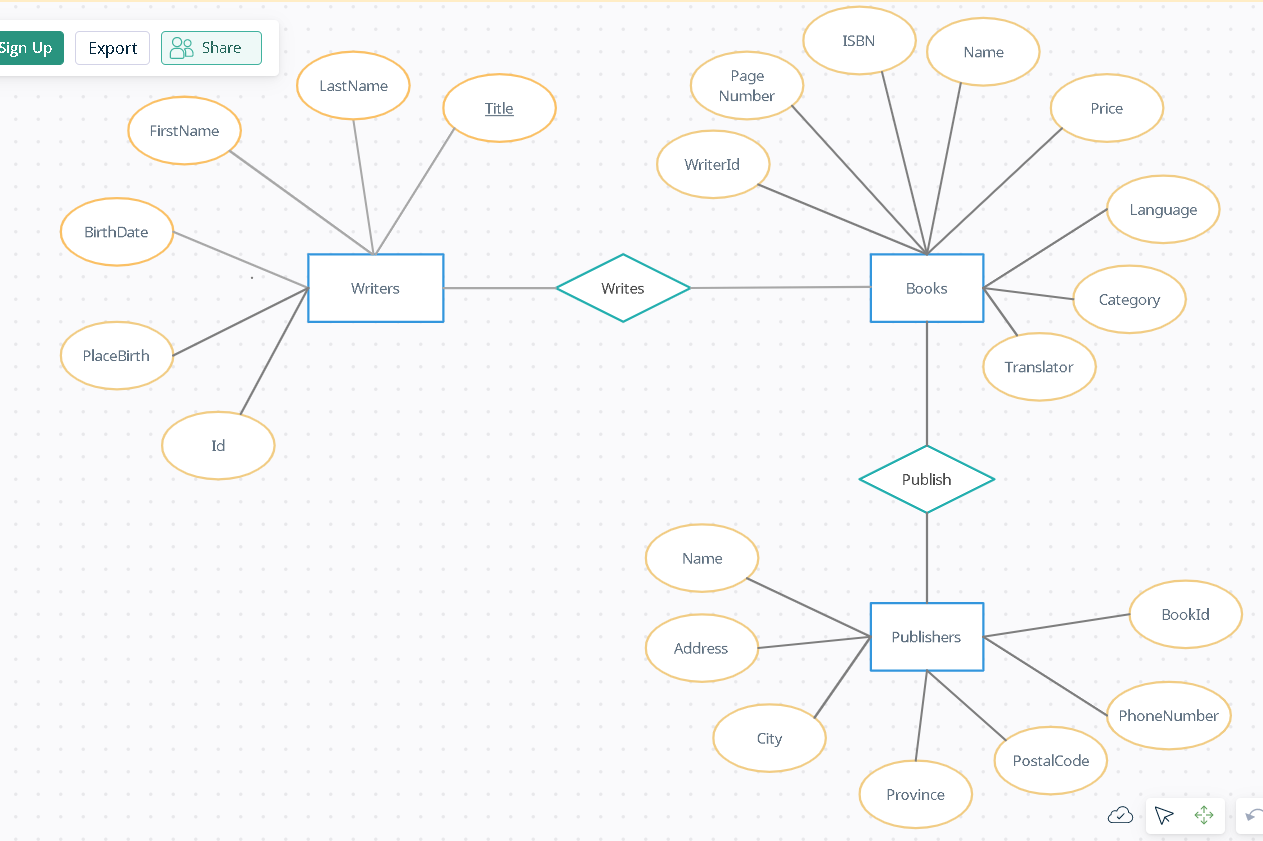 Sign Up
Export
Share
ISBN
Name
Page
Number
Price
LastName
Title
FirstName
WriterId
Language
BirthDate
Writers
Writes
Books
Category
PlaceBirth
Translator
Id
Publish
Name
BookId
Publishers
Address
PhoneNumber
City
PostalCode
Province